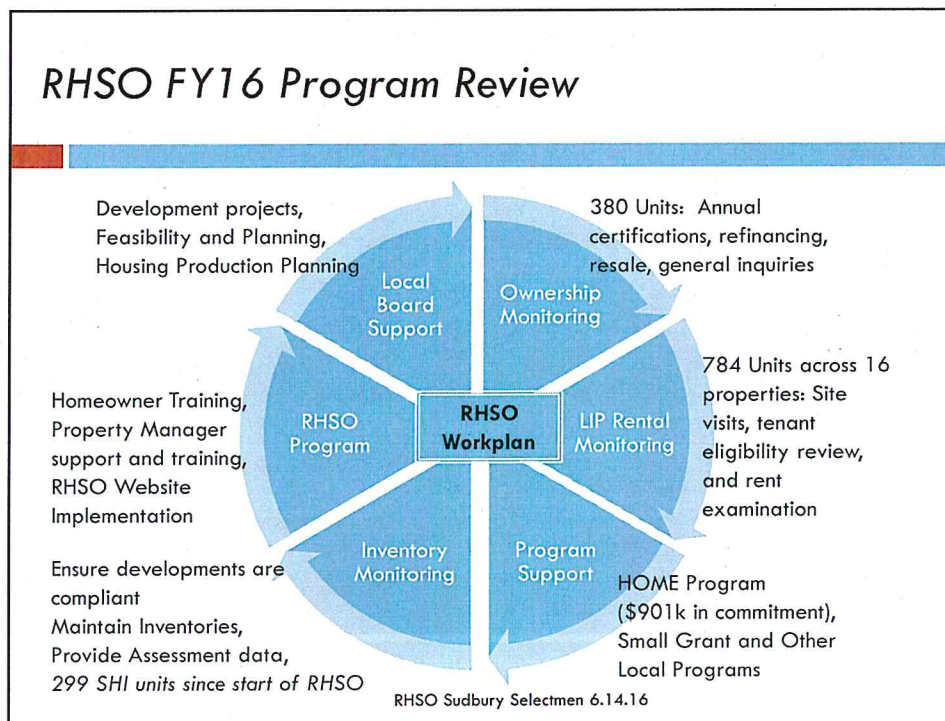 RHSO FY16 Program Review
Development projects,
Feasibility and Planning,
Housing Production Planning
380 Units: Annual
certifications, refinancing,
resale, general inquiries
Local
Board
Support
Ownership
Monitoring
784 Units across 16
properties: Site
visits, tenant
eligibility review,
and rent
examination
Homeowner Training,
Property Manager
support and training,
RHSO Website
Implementation
RHSO
Program
RHSO
Workplan
LIP Rental
Monitoring
Inventory
Monitoring
Program
Support
Ensure developments are
compliant
Maintain Inventories,
Provide Assessment data,
299 SHI units since start of RHSO
HOME Program
($901k in commitment),
Small Grant and Other
Local Programs
RHSO Sudbury Selectmen 6.14.16